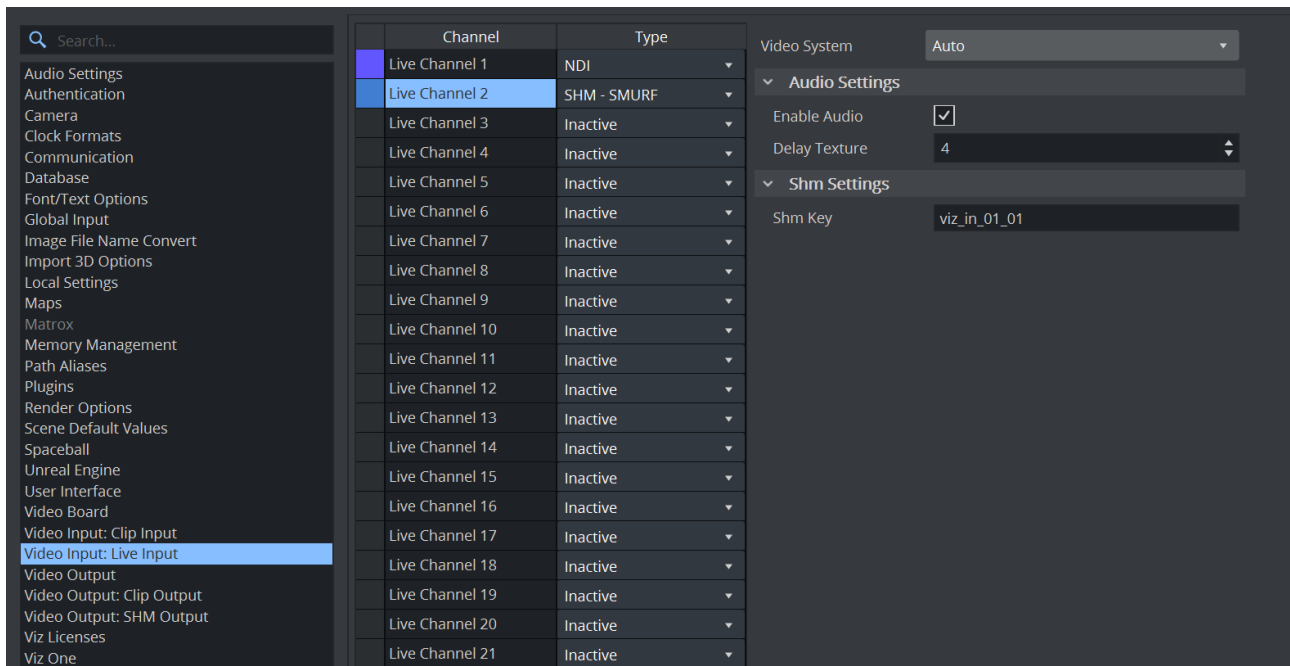 Search...
Audio Settings
Authentication
Camera
Clock Formats
Communication
Database
Font/Text Options
Global Input
Image File Name Convert
Import 3D Options
Local Settings
Maps
Matrox
Memory Management
Path Aliases
Plugins
Render Options
Scene Default Values
Spaceball
Unreal Engine
User Interface
Video Board
Video Input: Clip Input
Video Input: Live Input
Video Output
Video Output: Clip Output
Video Output: SHM Output
Viz Licenses
Viz One
Channel Type
Live Channel 1 NDI
Live Channel 2 SHM - SMURF
Live Channel 3 Inactive
Live Channel 4 Inactive
Live Channel 5 Inactive
Live Channel 6 Inactive
Live Channel 7 Inactive
Live Channel 8 Inactive
Live Channel 9 Inactive
Live Channel 10 Inactive
Live Channel 11 Inactive
Live Channel 12 Inactive
Live Channel 13 Inactive
Live Channel 14 Inactive
Live Channel 15 Inactive
Live Channel 16 Inactive
Live Channel 17 Inactive
Live Channel 18 Inactive
Live Channel 19 Inactive
Live Channel 20 Inactive
Live Channel 21 Inactive
Video System Auto
Audio Settings
Enable Audio
Delay Texture 4
Shm Settings
Shm Key viz_in_01_01